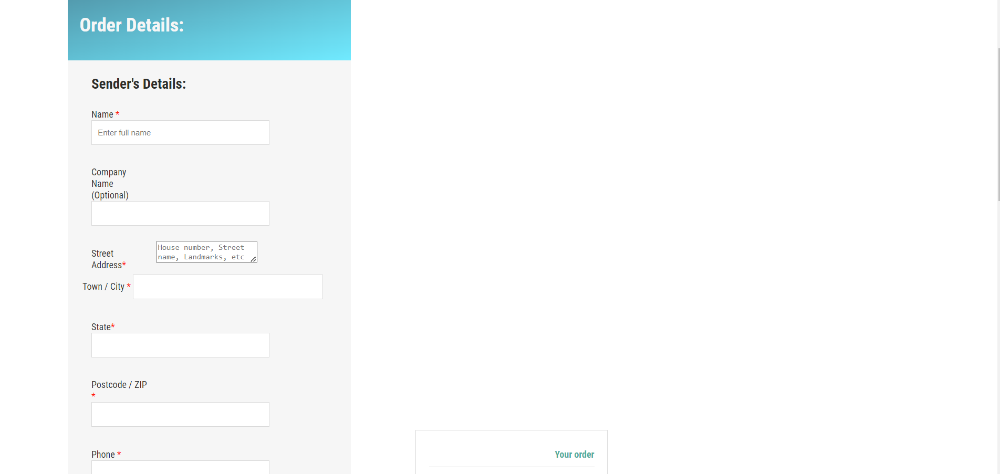 Order Details:
Sender's Details:
Name *
Enter full name
Company
Name
(Optional)
Street
Address*
House number, Street
name, Landmarks, etc
Town / City *
State*
Postcode / ZIP
*
Phone *
Your order